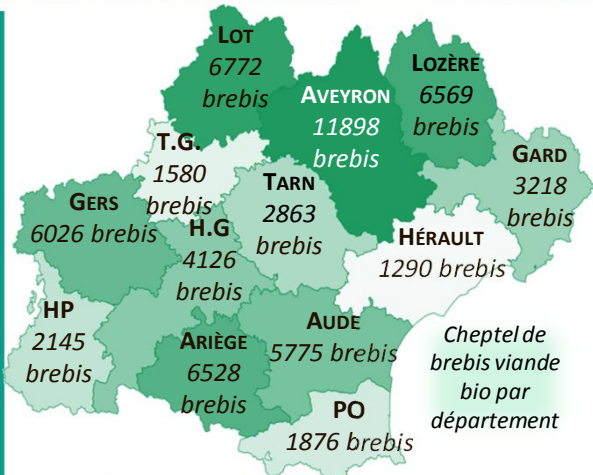 LOT
6772
brebis
AVEYRON
11898
brebis
LOZÈRE
6569
brebis
T.G.
1580
brebis
TARN
2863
brebis
GARD
3218
brebis
GERS
6026 brebis
H.G
4126
brebis
HÉRAULT
1290 brebis
HP
2145
brebis
ARIÈGE
6528
brebis
AUDE
5775 brebis
PO
1876 brebis
Cheptel de
brebis viande
bio par
département